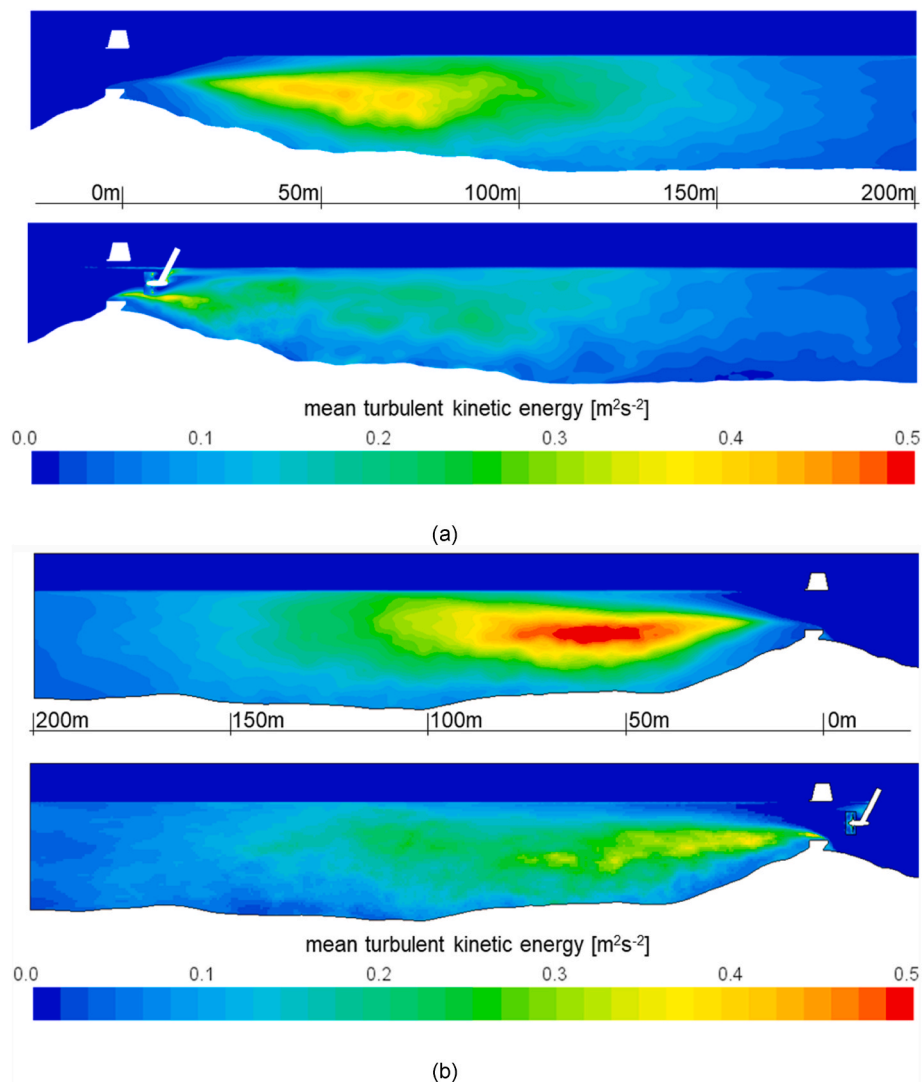 0m| 50m| 100m| 150m| 200m|
mean turbulent kinetic energy [m²s⁻²]
0.0 0.1 0.2 0.3 0.4 0.5
(a)
|200m |150m |100m |50m |0m
mean turbulent kinetic energy [m²s⁻²]
0.0 0.1 0.2 0.3 0.4 0.5
(b)